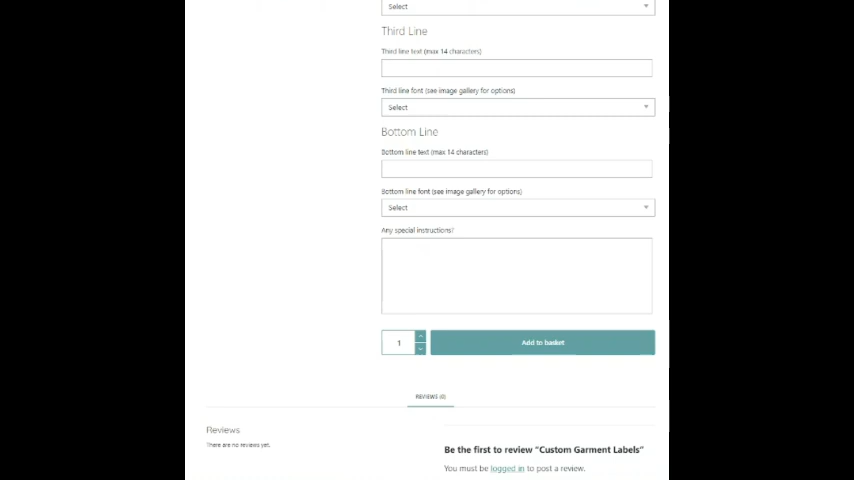 Select
Third Line
Third line text (max 14 characters)
Third line font (see image gallery for options)
Select
Bottom Line
Bottom line text (max 14 characters)
Bottom line font (see image gallery for options)
Select
Any special instructions?
1
Add to basket
REVIEWS (0)
Reviews
There are no reviews yet.
Be the first to review “Custom Garment Labels”
You must be logged in to post a review.